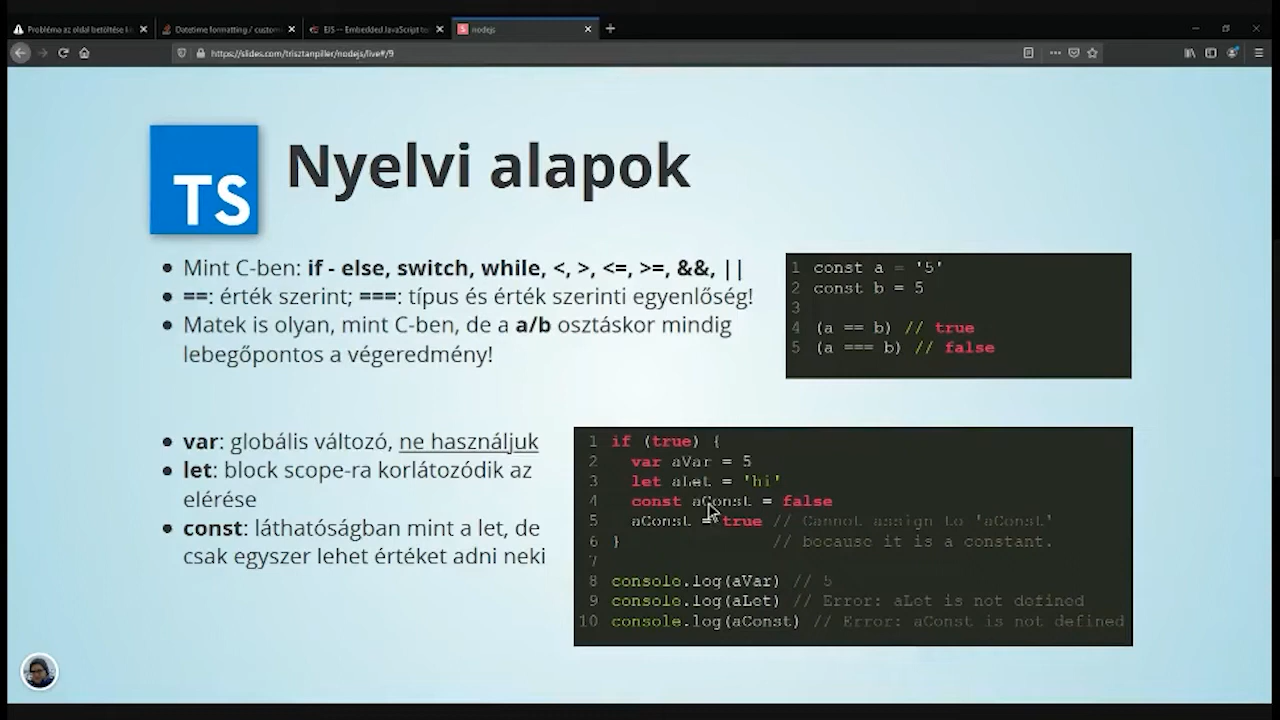 Probléma az oldal betöltése k
Datetime formatting / custom
EJS -- Embedded JavaScript te
nodejs
https://slides.com/trisztanpiller/nodejs/live#/9
TS
Nyelvi alapok
• Mint C-ben: if - else, switch, while, <, >, <=, >=, &&, ||
• ==: érték szerint; ===: típus és érték szerinti egyenlőség!
• Matek is olyan, mint C-ben, de a a/b osztáskor mindig
lebegőpontos a végeredmény!
1 const a = '5'
2 const b = 5
3
4 (a == b) // true
5 (a === b) // false
• var: globális változó, ne használjuk
• let: block scope-ra korlátozódik az
elérése
• const: láthatóságban mint a let, de
csak egyszer lehet értéket adni neki
1 if (true) {
2 var aVar = 5
3 let aLet = 'hi'
4 const aConst = false
5 aConst = true // Cannot assign to 'aConst'
6 } // because it is a constant.
7
8 console.log(aVar) // 5
9 console.log(aLet) // Error: aLet is not defined
10 console.log(aConst) // Error: aConst is not defined